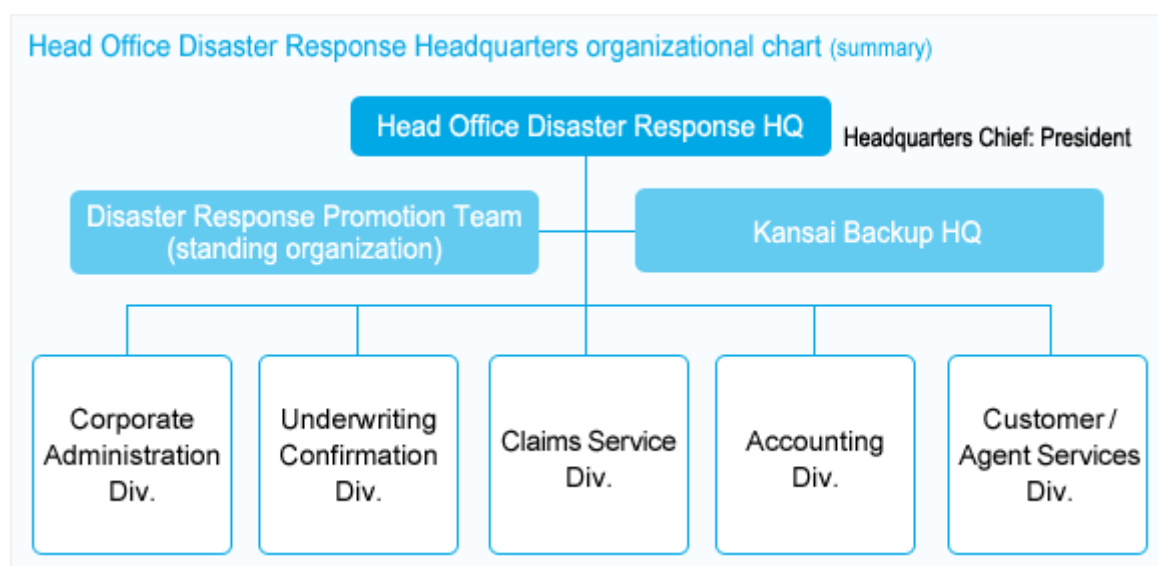 Head Office Disaster Response Headquarters organizational chart (summary)
Head Office Disaster Response HQ
Headquarters Chief: President
Disaster Response Promotion Team
(standing organization)
Kansai Backup HQ
Corporate
Administration
Div.
Underwriting
Confirmation
Div.
Claims Service
Div.
Accounting
Div.
Customer /
Agent Services
Div.